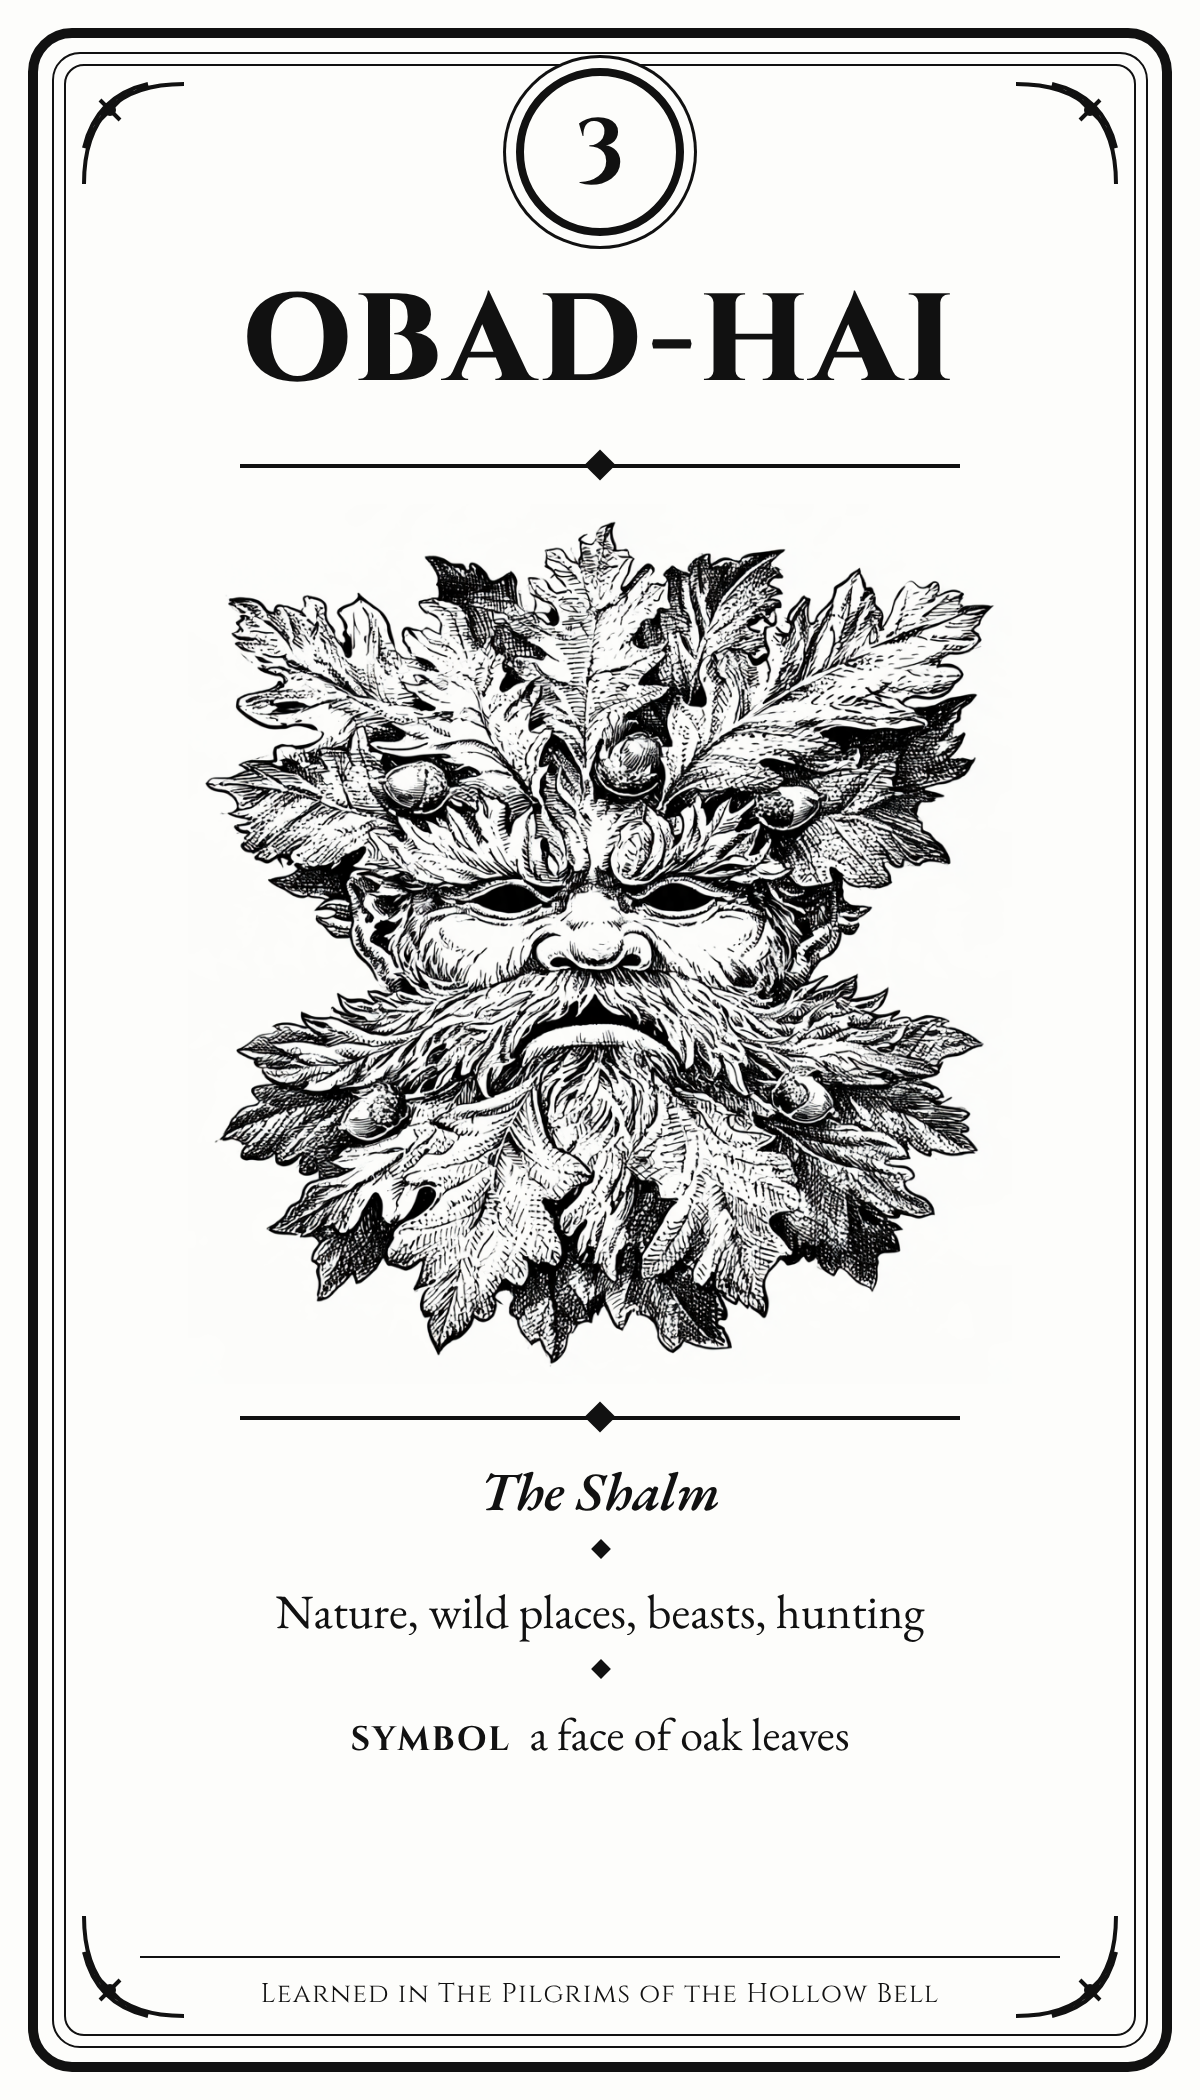 3
OBAD-HAI
The Shalm
Nature, wild places, beasts, hunting
SYMBOL a face of oak leaves
Learned in The Pilgrims of the Hollow Bell